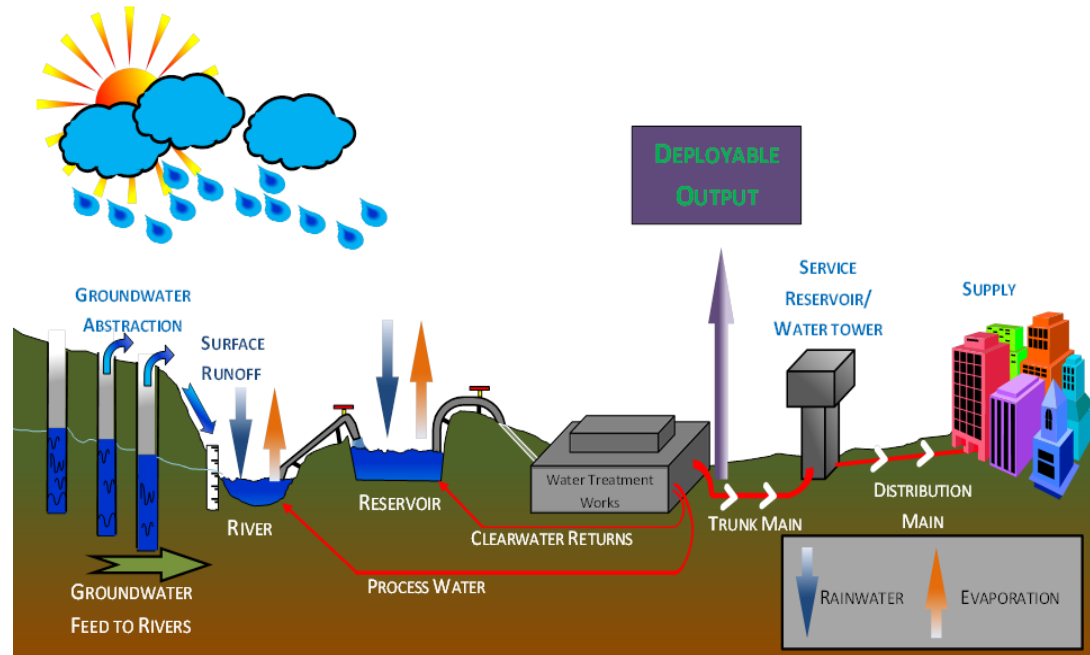 DEPLOYABLE
OUTPUT
GROUNDWATER
ABSTRACTION
SURFACE
RUNOFF
SERVICE
RESERVOIR/
WATER TOWER
SUPPLY
RESERVOIR
RIVER
Water Treatment
Works
CLEARWATER RETURNS
TRUNK MAIN
DISTRIBUTION
MAIN
PROCESS WATER
GROUNDWATER
FEED TO RIVERS
RAINWATER
EVAPORATION